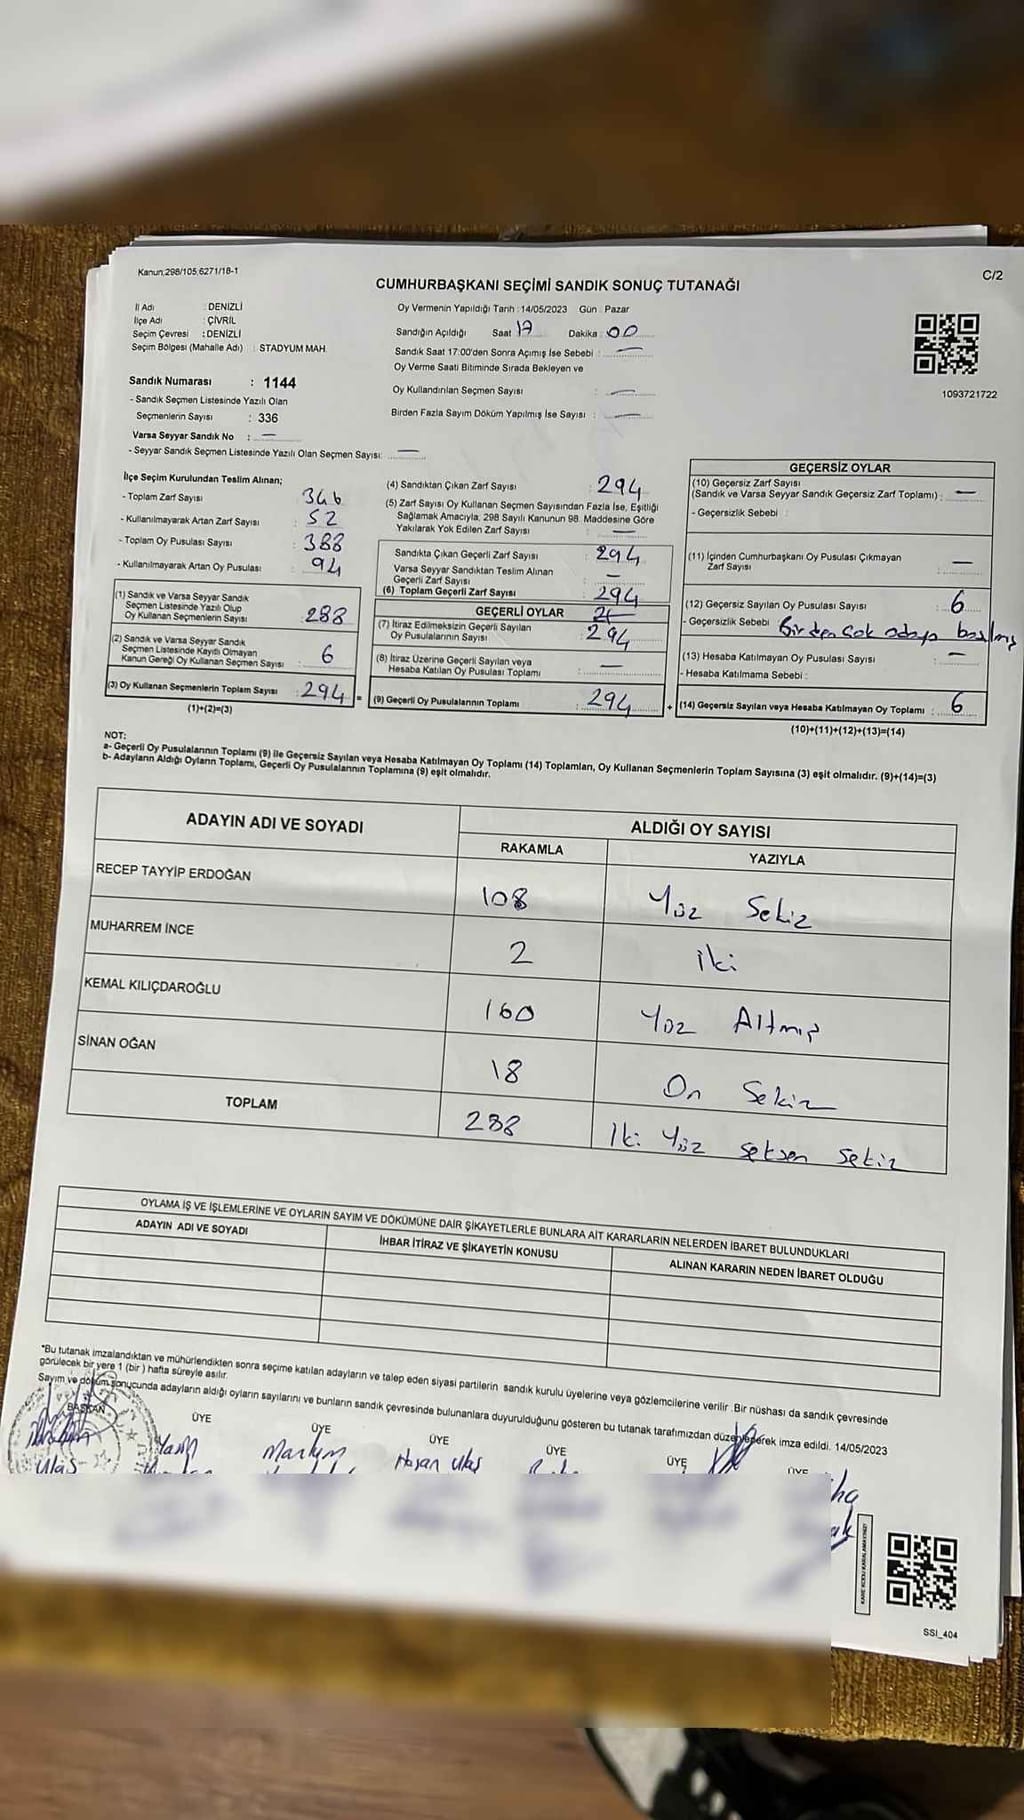 Kanun,298/105,6271/18-1
C/2
CUMHURBAŞKANI SEÇİMİ SANDIK SONUÇ TUTANAĞI
İl Adı : DENİZLİ
İlçe Adı : ÇİVRİL
Seçim Çevresi : DENİZLİ
Seçim Bölgesi (Mahalle Adı) : STADYUM MAH.
Sandık Numarası : 1144
- Sandık Seçmen Listesinde Yazılı Olan
Seçmenlerin Sayısı : 336
Varsa Seyyar Sandık No : —
- Seyyar Sandık Seçmen Listesinde Yazılı Olan Seçmen Sayısı: —
Oy Vermenin Yapıldığı Tarih : 14/05/2023 Gün : Pazar
Sandığın Açıldığı Saat 17 Dakika : 00
Sandık Saat 17:00'den Sonra Açımış İse Sebebi : —
Oy Verme Saati Bitiminde Sırada Bekleyen ve
Oy Kullandırılan Seçmen Sayısı : —
Birden Fazla Sayım Döküm Yapılmış İse Sayısı : —
1093721722
İlçe Seçim Kurulundan Teslim Alınan;
- Toplam Zarf Sayısı : 346
- Kullanılmayarak Artan Zarf Sayısı : 52
- Toplam Oy Pusulası Sayısı : 388
- Kullanılmayarak Artan Oy Pusulası : 94
(1) Sandık ve Varsa Seyyar Sandık
Seçmen Listesinde Yazılı Olup
Oy Kullanan Seçmenlerin Sayısı : 288
(2) Sandık ve Varsa Seyyar Sandık
Seçmen Listesinde Kayıtlı Olmayan
Kanun Gereği Oy Kullanan Seçmen Sayısı : 6
(3) Oy Kullanan Seçmenlerin Toplam Sayısı : 294 =
(1)+(2)=(3)
(4) Sandıktan Çıkan Zarf Sayısı : 294
(5) Zarf Sayısı Oy Kullanan Seçmen Sayısından Fazla İse, Eşitliği
Sağlamak Amacıyla; 298 Sayılı Kanunun 98. Maddesine Göre
Yakılarak Yok Edilen Zarf Sayısı : —
Sandıkta Çıkan Geçerli Zarf Sayısı : 294
Varsa Seyyar Sandıktan Teslim Alınan
Geçerli Zarf Sayısı : —
(6) Toplam Geçerli Zarf Sayısı : 294
GEÇERLİ OYLAR
(7) İtiraz Edilmeksizin Geçerli Sayılan
Oy Pusulalarının Sayısı : 294
(8) İtiraz Üzerine Geçerli Sayılan veya
Hesaba Katılan Oy Pusulası Toplamı : —
(9) Geçerli Oy Pusulalarının Toplamı : 294 +
GEÇERSİZ OYLAR
(10) Geçersiz Zarf Sayısı
(Sandık ve Varsa Seyyar Sandık Geçersiz Zarf Toplamı) : —
- Geçersizlik Sebebi :
(11) İçinden Cumhurbaşkanı Oy Pusulası Çıkmayan
Zarf Sayısı : —
(12) Geçersiz Sayılan Oy Pusulası Sayısı : 6
- Geçersizlik Sebebi Birden çok adaya basılmış
(13) Hesaba Katılmayan Oy Pusulası Sayısı : —
- Hesaba Katılmama Sebebi :
(14) Geçersiz Sayılan veya Hesaba Katılmayan Oy Toplamı : 6
(10)+(11)+(12)+(13)=(14)
NOT:
a- Geçerli Oy Pusulalarının Toplamı (9) ile Geçersiz Sayılan veya Hesaba Katılmayan Oy Toplamı (14) Toplamları, Oy Kullanan Seçmenlerin Toplam Sayısına (3) eşit olmalıdır. (9)+(14)=(3)
b- Adayların Aldığı Oyların Toplamı, Geçerli Oy Pusulalarının Toplamına (9) eşit olmalıdır.
ADAYIN ADI VE SOYADI
ALDIĞI OY SAYISI
RAKAMLA YAZIYLA
RECEP TAYYİP ERDOĞAN 108 Yüz Sekiz
MUHARREM İNCE 2 İki
KEMAL KILIÇDAROĞLU 160 Yüz Altmış
SİNAN OĞAN 18 On Sekiz
TOPLAM 288 İki Yüz Seksen Sekiz
OYLAMA İŞ VE İŞLEMLERİNE VE OYLARIN SAYIM VE DÖKÜMÜNE DAİR ŞİKAYETLERLE BUNLARA AİT KARARLARIN NELERDEN İBARET BULUNDUKLARI
ADAYIN ADI VE SOYADI İHBAR İTİRAZ VE ŞİKAYETİN KONUSU ALINAN KARARIN NEDEN İBARET OLDUĞU
*Bu tutanak imzalandıktan ve mühürlendikten sonra seçime katılan adayların ve talep eden siyasi partilerin sandık kurulu üyelerine veya gözlemcilerine verilir. Bir nüshası da sandık çevresinde
görülecek bir yere 1 (bir) hafta süreyle asılır.
Sayım ve döküm sonucunda adayların aldığı oyların sayılarını ve bunların sandık çevresinde bulunanlara duyurulduğunu gösteren bu tutanak tarafımızdan düzenlenerek imza edildi. 14/05/2023
BAŞKAN ÜYE ÜYE ÜYE ÜYE ÜYE ÜYE
Hasan Ulaş
Ulaş
KARE KODU KARALAMAYINIZ!
SSI_404